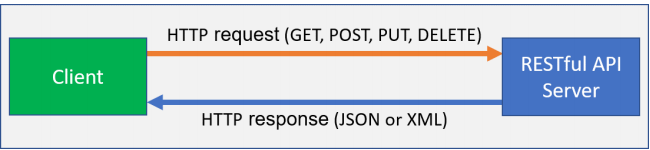 HTTP request (GET, POST, PUT, DELETE)
Client
RESTful API
Server
HTTP response (JSON or XML)